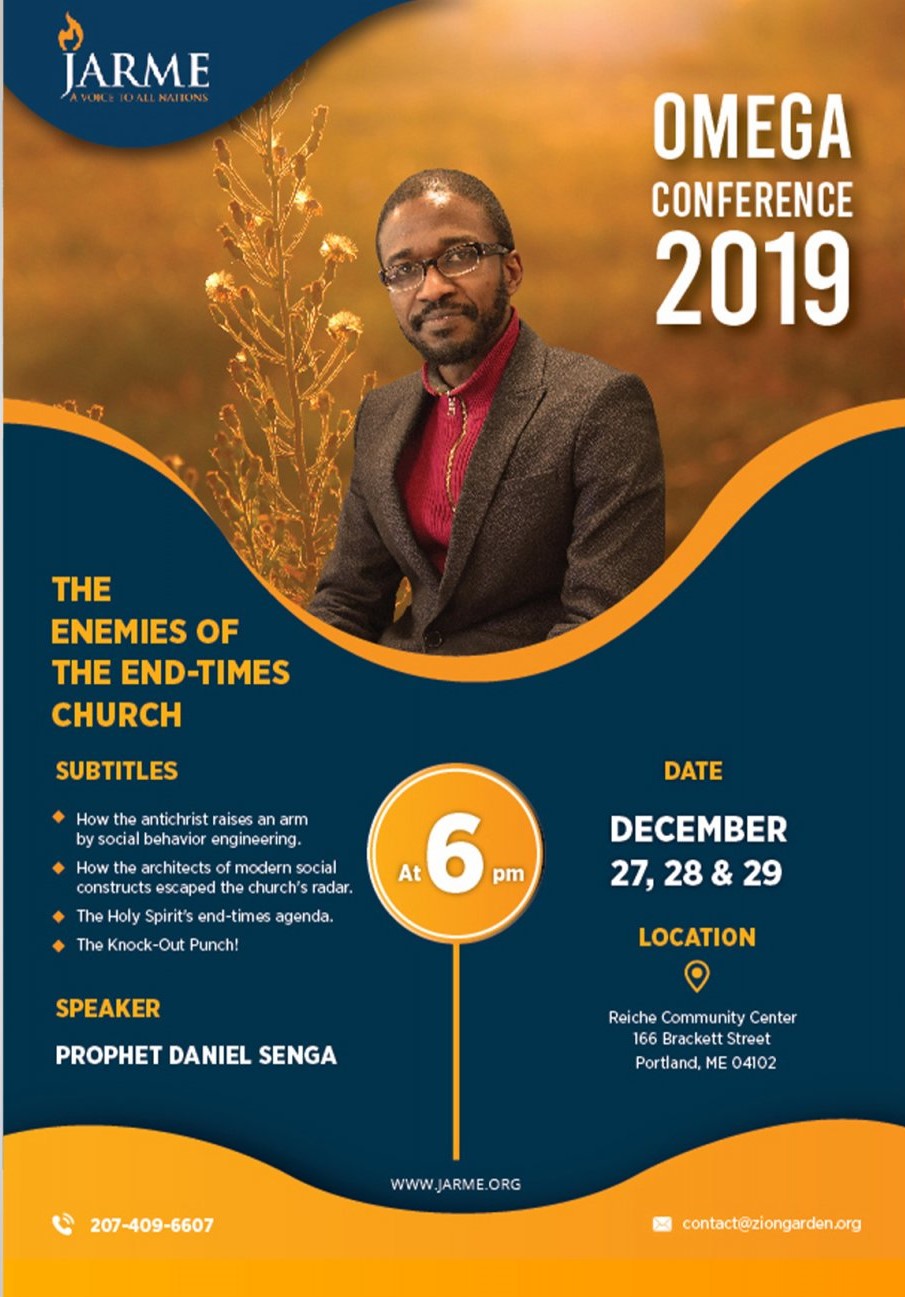 JARME
A VOICE TO ALL NATIONS
OMEGA
CONFERENCE
2019
THE
ENEMIES OF
THE END-TIMES
CHURCH
SUBTITLES
How the antichrist raises an arm
by social behavior engineering.
How the architects of modern social
constructs escaped the church's radar.
The Holy Spirit's end-times agenda.
The Knock-Out Punch!
SPEAKER
PROPHET DANIEL SENGA
At 6 pm
DATE
DECEMBER
27, 28 & 29
LOCATION
Reiche Community Center
166 Brackett Street
Portland, ME 04102
WWW.JARME.ORG
207-409-6607
contact@ziongarden.org